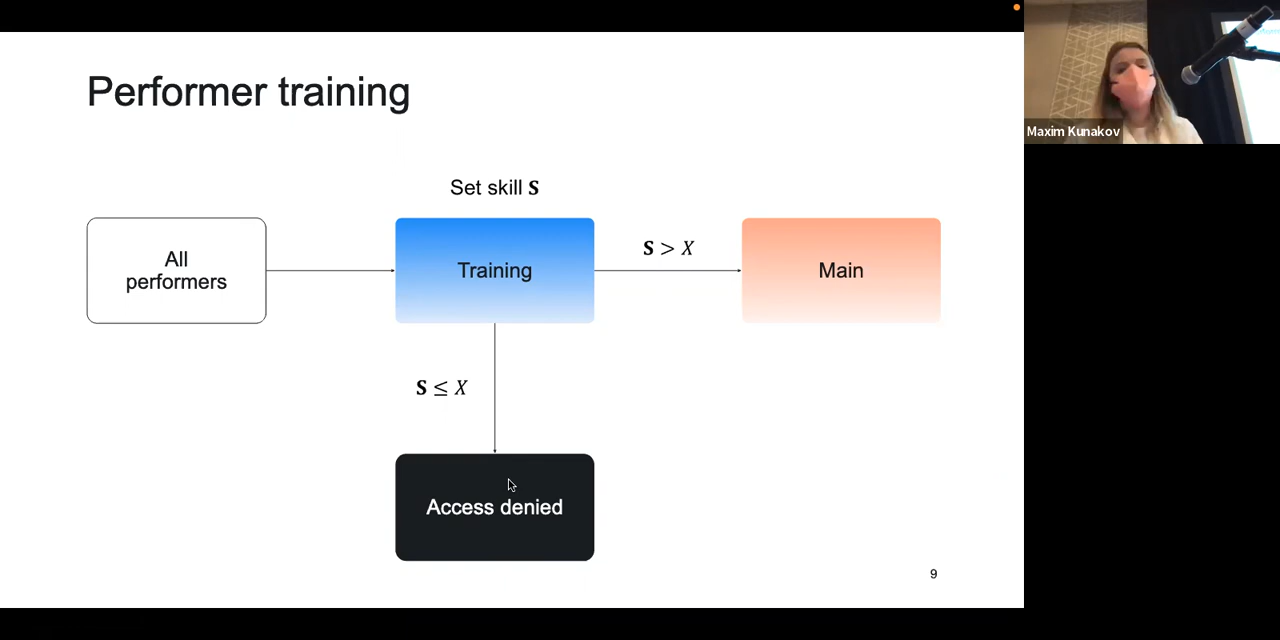 Performer training
Maxim Kunakov
Set skill S
All
performers
Training
S > X
Main
S ≤ X
Access denied
9